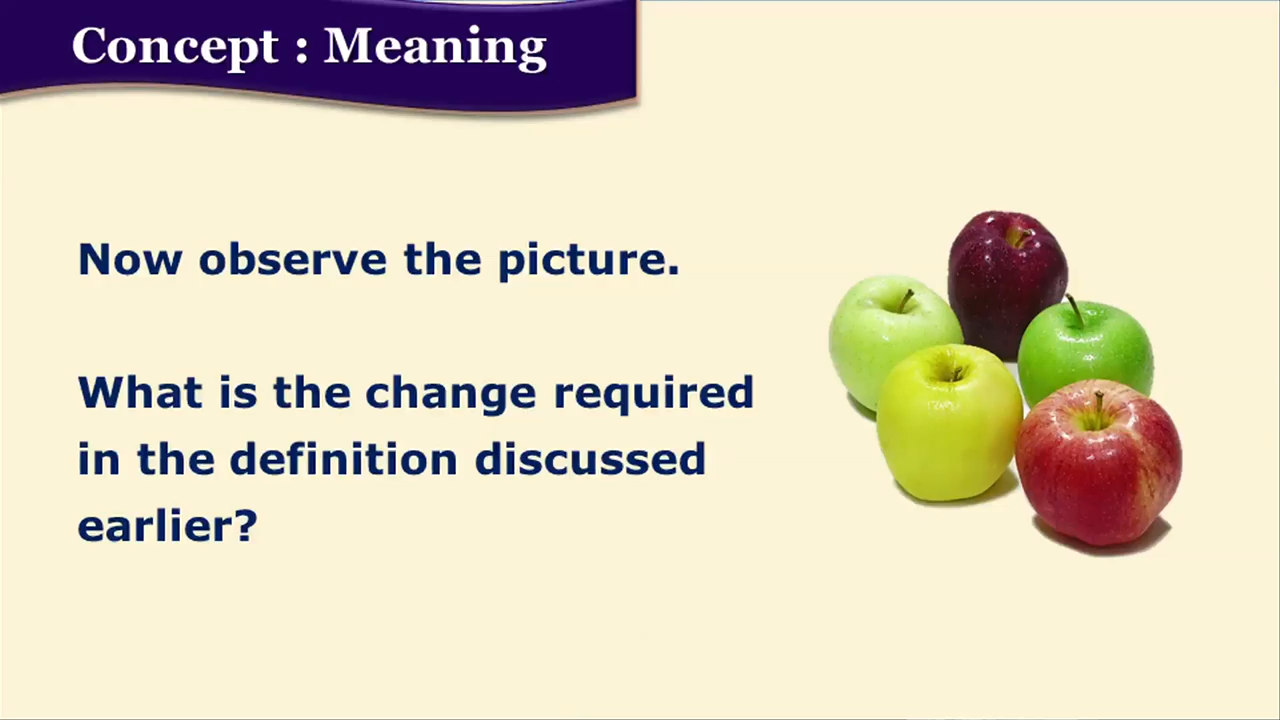 Concept : Meaning
Now observe the picture.
What is the change required
in the definition discussed
earlier?